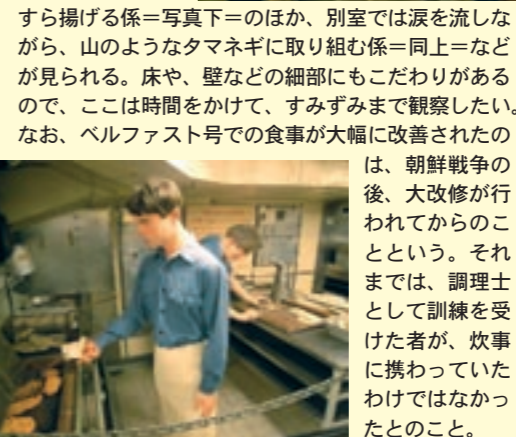 すら揚げる係＝写真下＝のほか、別室では涙を流しな
がら、山のようなタマネギに取り組む係＝同上＝など
が見られる。床や、壁などの細部にもこだわりがある
ので、ここは時間をかけて、すみずみまで観察したい。
なお、ベルファスト号での食事が大幅に改善されたの
は、朝鮮戦争の
後、大改修が行
われてからのこ
とという。それ
までは、調理士
として訓練を受
けた者が、炊事
に携わっていた
わけではなかっ
たとのこと。